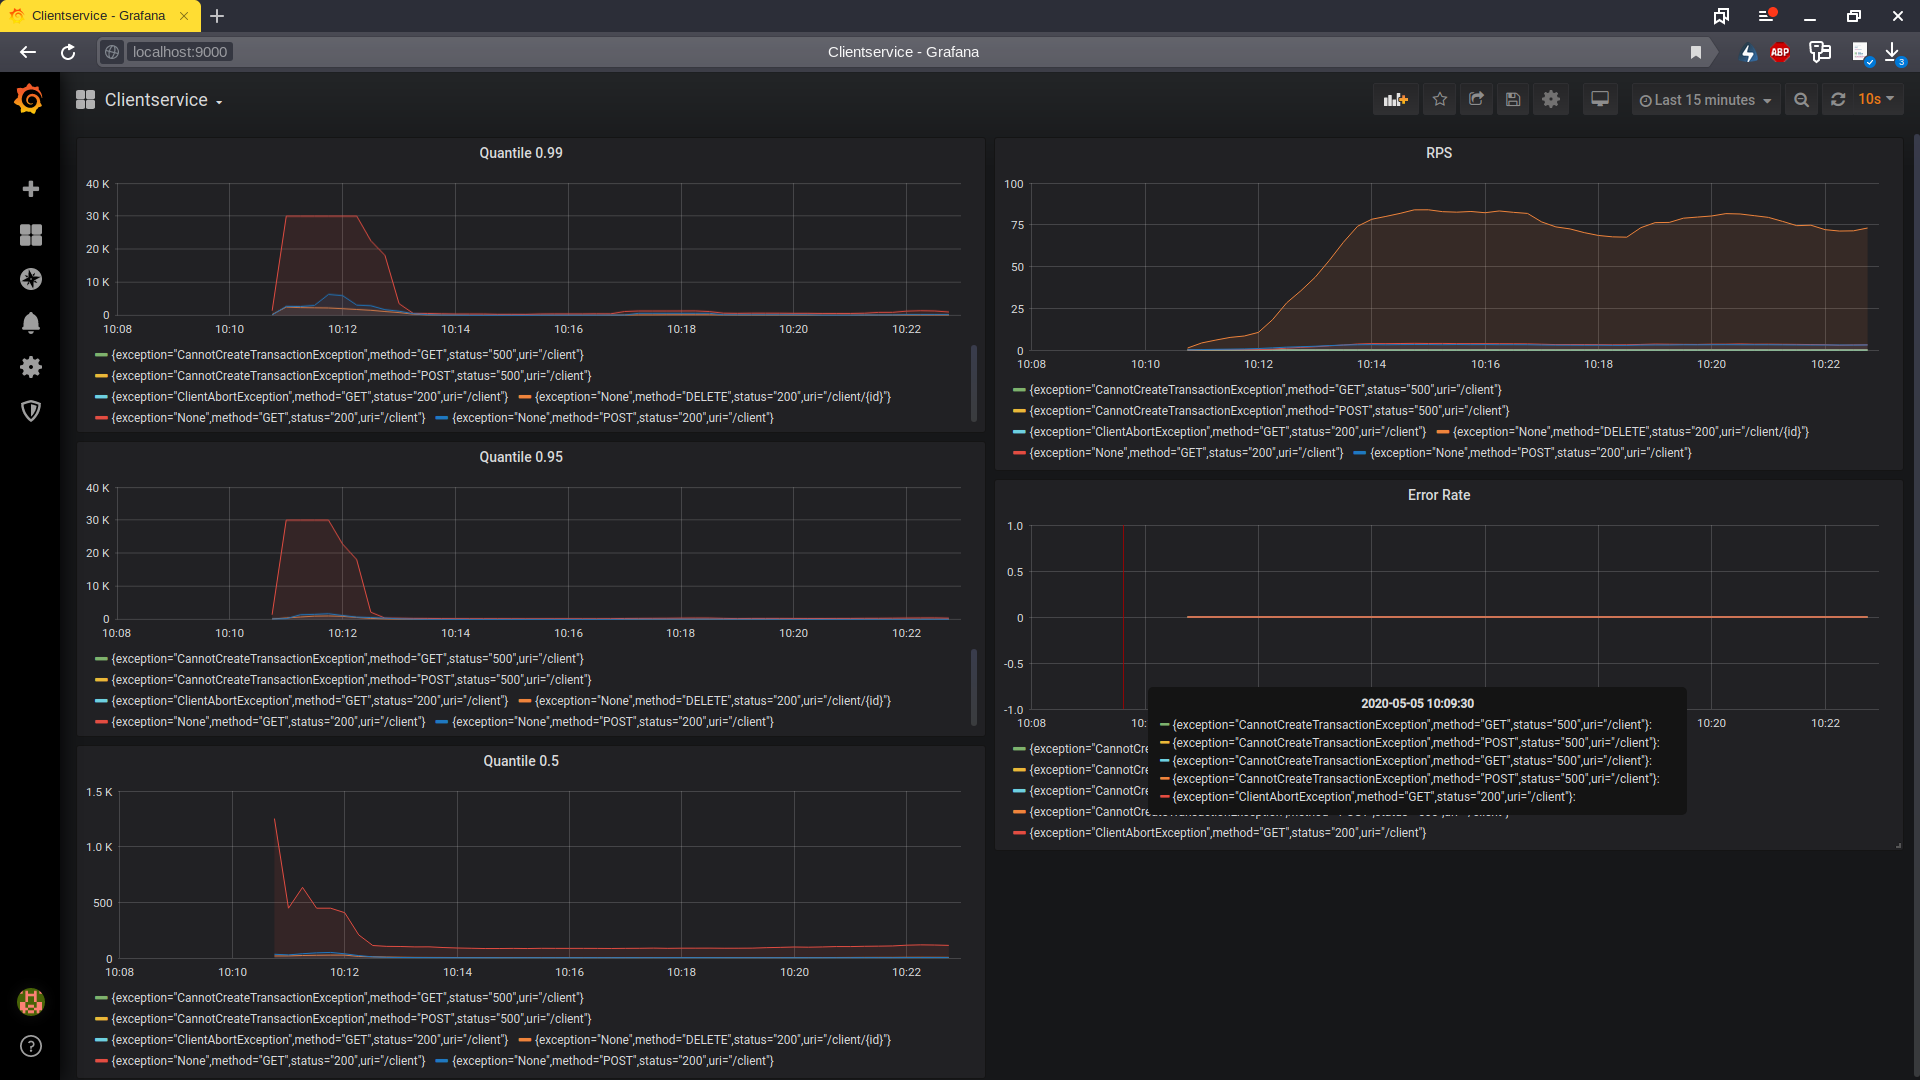 Clientservice - Grafana
localhost:9000
Clientservice - Grafana
ABP
3
Clientservice
Last 15 minutes
10s
Quantile 0.99
40 K
30 K
20 K
10 K
0
10:08 10:10 10:12 10:14 10:16 10:18 10:20 10:22
{exception="CannotCreateTransactionException",method="GET",status="500",uri="/client"}
{exception="CannotCreateTransactionException",method="POST",status="500",uri="/client"}
{exception="ClientAbortException",method="GET",status="200",uri="/client"} {exception="None",method="DELETE",status="200",uri="/client/{id}"}
{exception="None",method="GET",status="200",uri="/client"} {exception="None",method="POST",status="200",uri="/client"}
Quantile 0.95
40 K
30 K
20 K
10 K
0
10:08 10:10 10:12 10:14 10:16 10:18 10:20 10:22
{exception="CannotCreateTransactionException",method="GET",status="500",uri="/client"}
{exception="CannotCreateTransactionException",method="POST",status="500",uri="/client"}
{exception="ClientAbortException",method="GET",status="200",uri="/client"} {exception="None",method="DELETE",status="200",uri="/client/{id}"}
{exception="None",method="GET",status="200",uri="/client"} {exception="None",method="POST",status="200",uri="/client"}
Quantile 0.5
1.5 K
1.0 K
500
0
10:08 10:10 10:12 10:14 10:16 10:18 10:20 10:22
{exception="CannotCreateTransactionException",method="GET",status="500",uri="/client"}
{exception="CannotCreateTransactionException",method="POST",status="500",uri="/client"}
{exception="ClientAbortException",method="GET",status="200",uri="/client"} {exception="None",method="DELETE",status="200",uri="/client/{id}"}
{exception="None",method="GET",status="200",uri="/client"} {exception="None",method="POST",status="200",uri="/client"}
RPS
100
75
50
25
0
10:08 10:10 10:12 10:14 10:16 10:18 10:20 10:22
{exception="CannotCreateTransactionException",method="GET",status="500",uri="/client"}
{exception="CannotCreateTransactionException",method="POST",status="500",uri="/client"}
{exception="ClientAbortException",method="GET",status="200",uri="/client"} {exception="None",method="DELETE",status="200",uri="/client/{id}"}
{exception="None",method="GET",status="200",uri="/client"} {exception="None",method="POST",status="200",uri="/client"}
Error Rate
1.0
0.5
0
-0.5
-1.0
10:08 10: 10:20 10:22
2020-05-05 10:09:30
{exception="CannotCreateTransactionException",method="GET",status="500",uri="/client"}:
{exception="CannotCreateTransactionException",method="POST",status="500",uri="/client"}:
{exception="CannotCreateTransactionException",method="GET",status="500",uri="/client"}:
{exception="CannotCreateTransactionException",method="POST",status="500",uri="/client"}:
{exception="ClientAbortException",method="GET",status="200",uri="/client"}:
{exception="CannotCre
{exception="CannotCre
{exception="CannotCre
{exception="CannotCre
{exception="ClientAbortException",method="GET",status="200",uri="/client"}